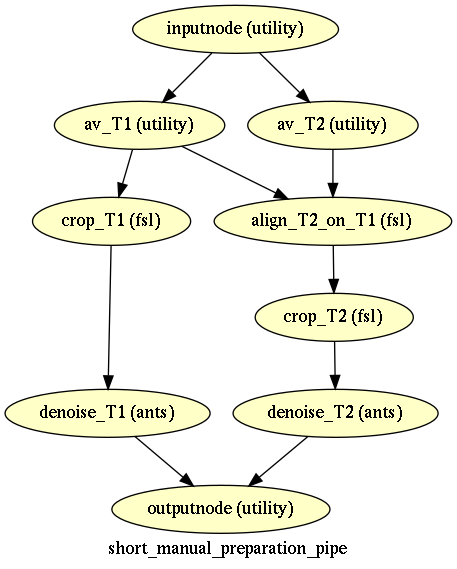 inputnode (utility)
av_T1 (utility)
av_T2 (utility)
crop_T1 (fsl)
align_T2_on_T1 (fsl)
crop_T2 (fsl)
denoise_T1 (ants)
denoise_T2 (ants)
outputnode (utility)
short_manual_preparation_pipe